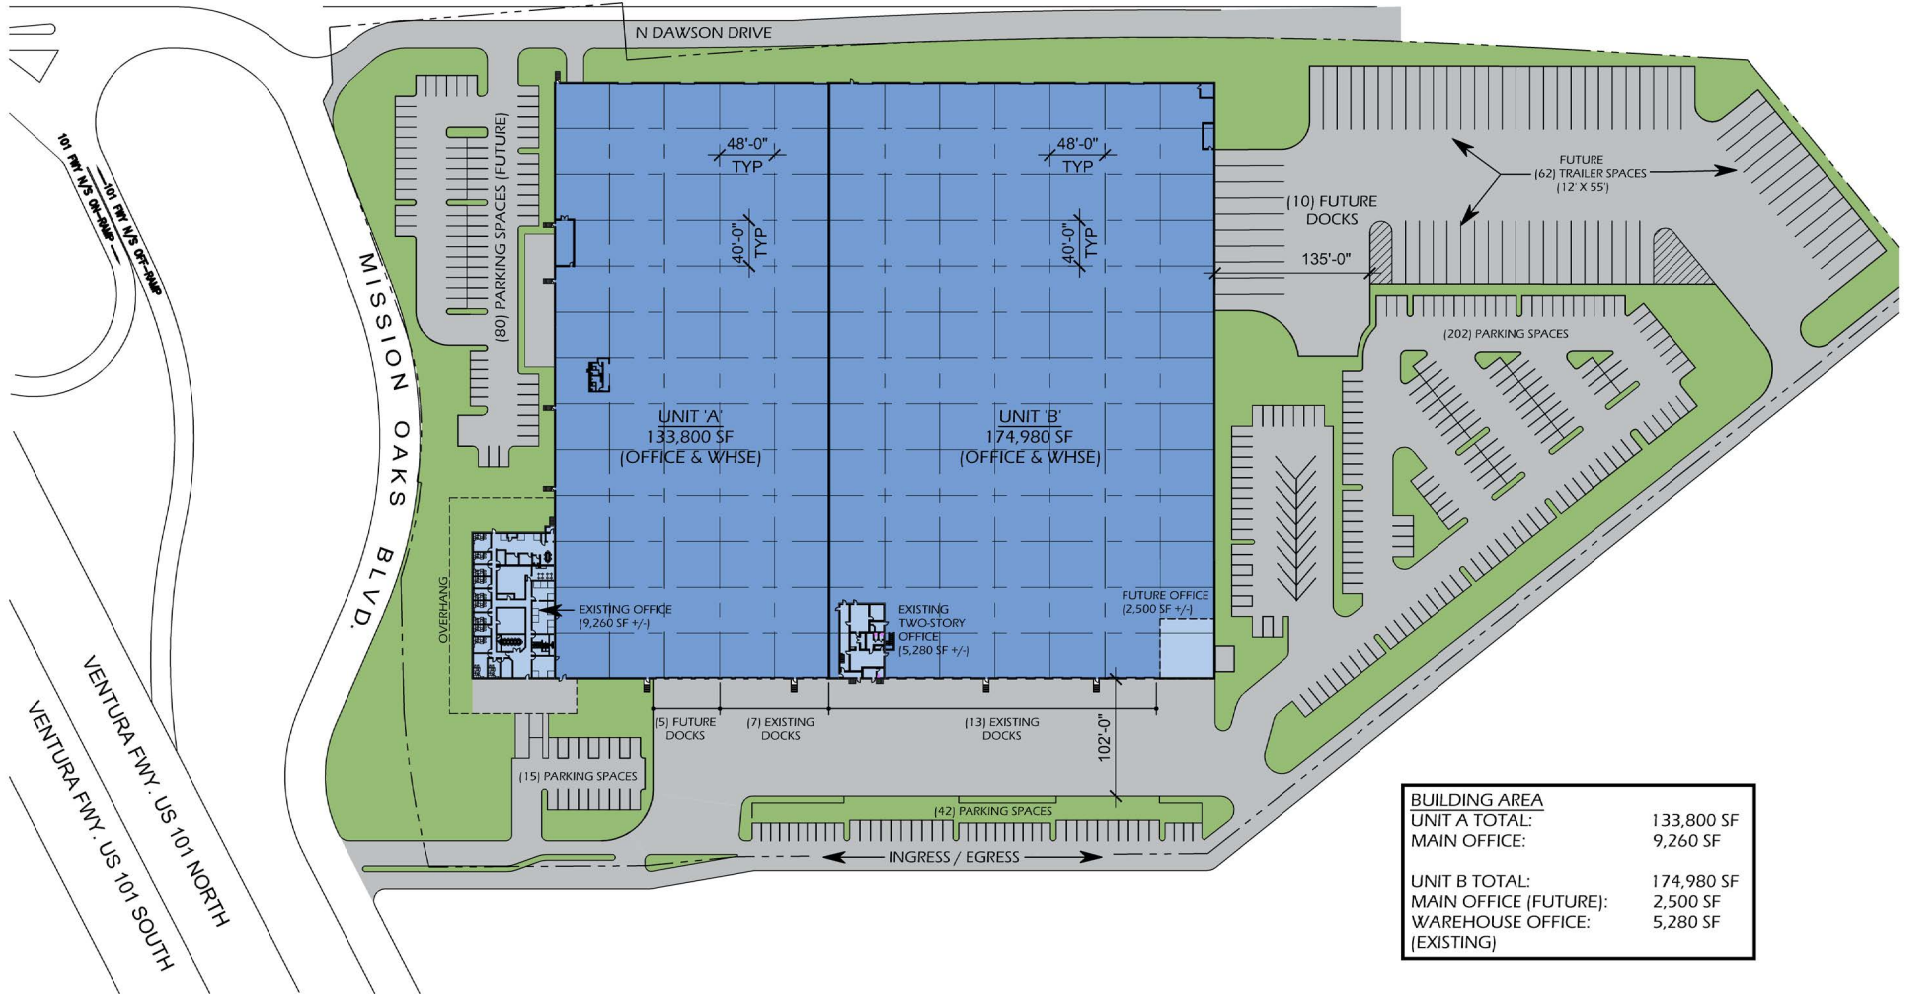 N DAWSON DRIVE
101 FWY N/S ON-RAMP
101 FWY N/S OFF-RAMP
MISSION OAKS BLVD.
VENTURA FWY. US 101 NORTH
VENTURA FWY. US 101 SOUTH
(80) PARKING SPACES (FUTURE)
48'-0"
TYP
40'-0"
TYP
48'-0"
TYP
40'-0"
TYP
(10) FUTURE
DOCKS
135'-0"
FUTURE
(62) TRAILER SPACES
(12' X 55')
(202) PARKING SPACES
UNIT 'A'
133,800 SF
(OFFICE & WHSE)
UNIT 'B'
174,980 SF
(OFFICE & WHSE)
OVERHANG
EXISTING OFFICE
(9,260 SF +/-)
EXISTING
TWO-STORY
OFFICE
(5,280 SF +/-)
FUTURE OFFICE
(2,500 SF +/-)
(5) FUTURE
DOCKS
(7) EXISTING
DOCKS
(13) EXISTING
DOCKS
102'-0"
(15) PARKING SPACES
(42) PARKING SPACES
INGRESS / EGRESS
BUILDING AREA
UNIT A TOTAL: 133,800 SF
MAIN OFFICE: 9,260 SF
UNIT B TOTAL: 174,980 SF
MAIN OFFICE (FUTURE): 2,500 SF
WAREHOUSE OFFICE: 5,280 SF
(EXISTING)